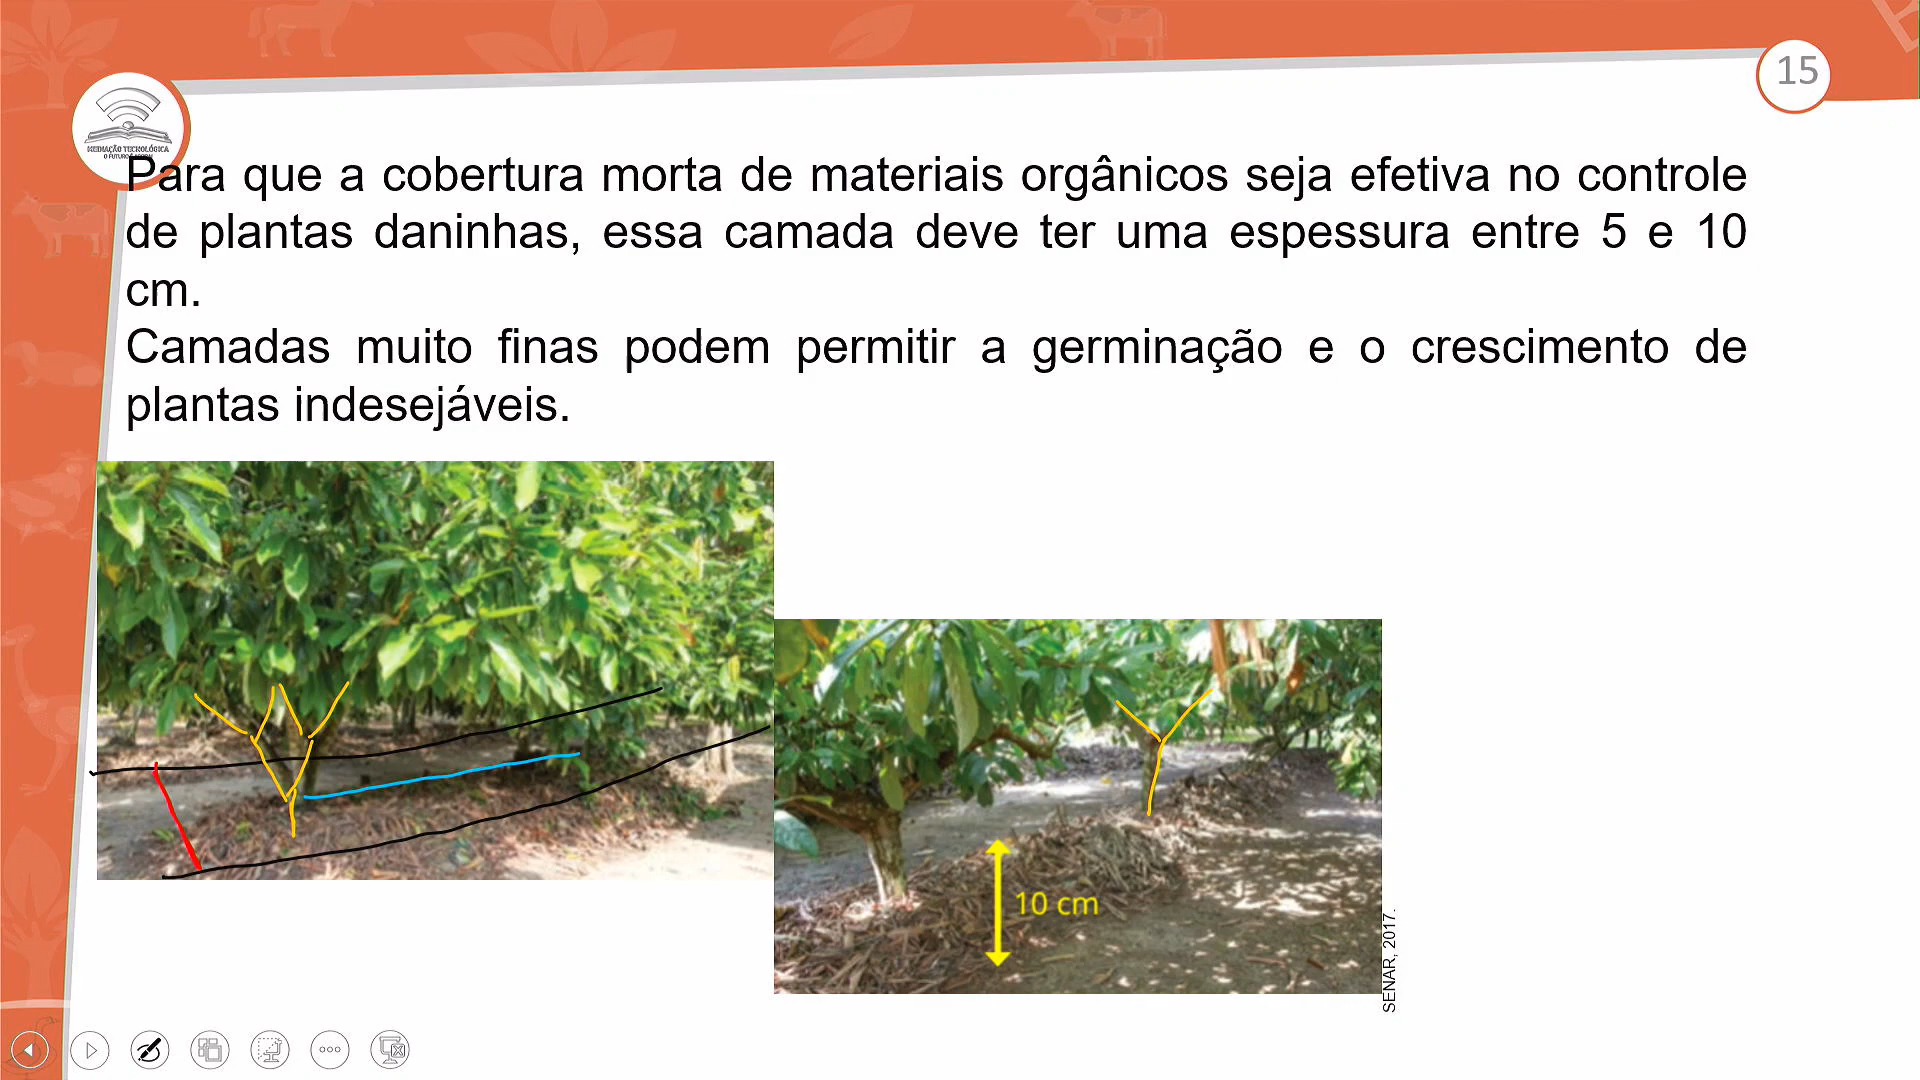 15
MEDIAÇÃO TECNOLÓGICA
Para que a cobertura morta de materiais orgânicos seja efetiva no controle
de plantas daninhas, essa camada deve ter uma espessura entre 5 e 10
cm.
Camadas muito finas podem permitir a germinação e o crescimento de
plantas indesejáveis.
10 cm
SENAR, 2017.